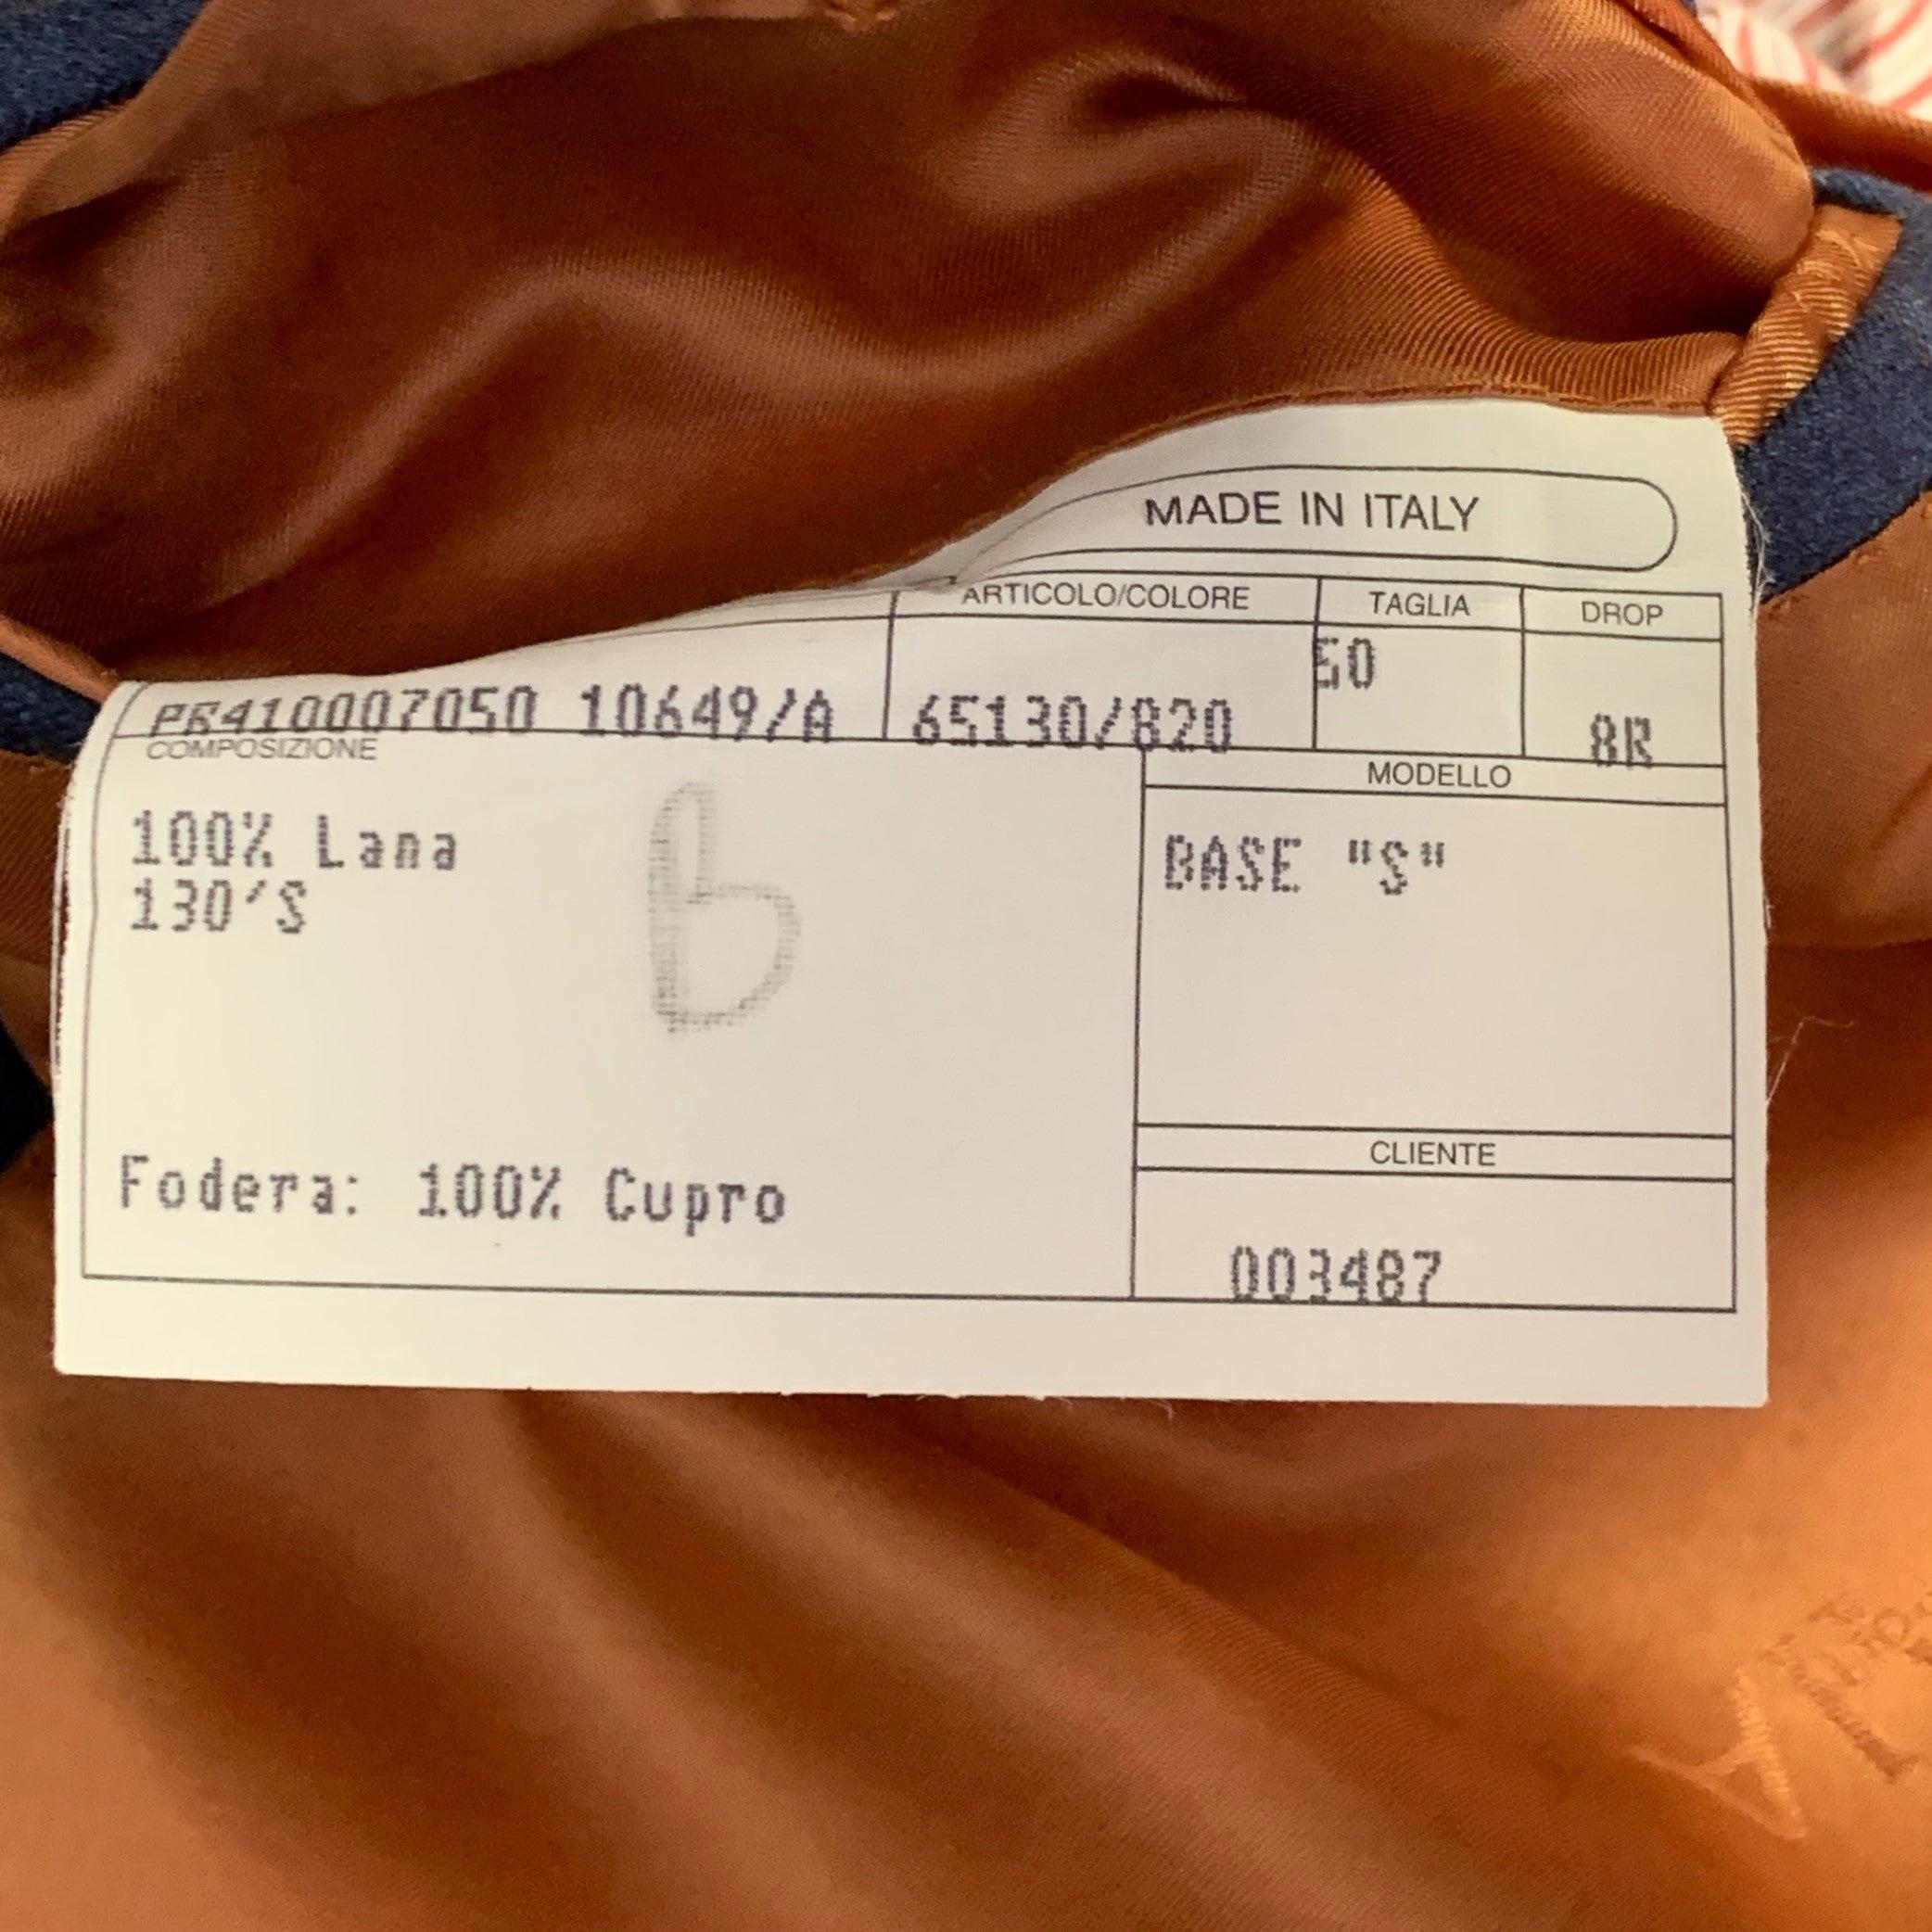 MADE IN ITALY
ARTICOLO/COLORE TAGLIA DROP
PR410007050 10649/A 65130/820 50 8R
COMPOSIZIONE
MODELLO
100% Lana
130'S
BASE "S"
b
CLIENTE
Fodera: 100% Cupro
003487